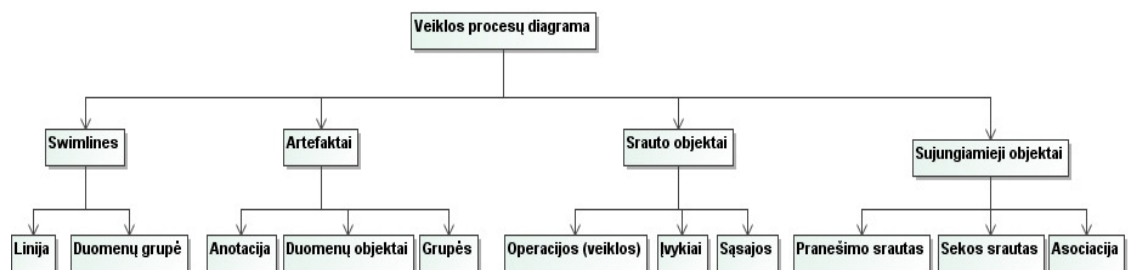 Veiklos procesų diagrama
Swimlines
Artefaktai
Srauto objektai
Sujungiamieji objektai
Linija
Duomenų grupė
Anotacija
Duomenų objektai
Grupės
Operacijos (veiklos)
Įvykiai
Sąsajos
Pranešimo srautas
Sekos srautas
Asociacija